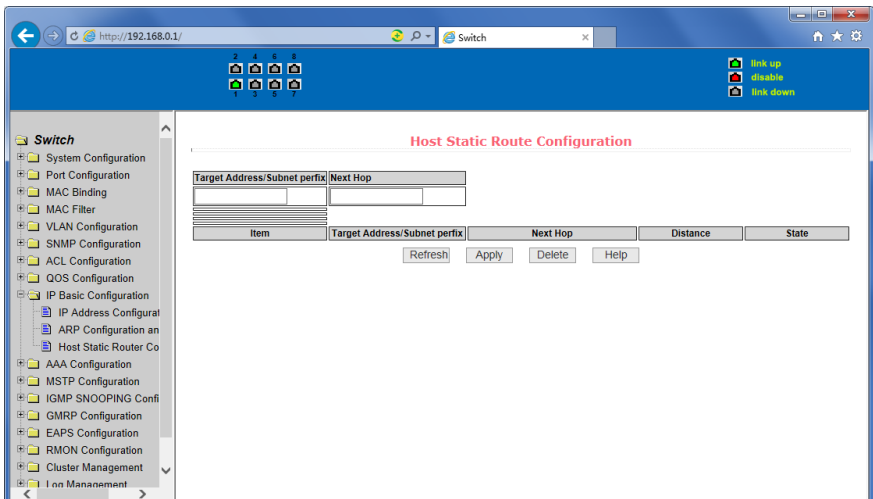 http://192.168.0.1/
Switch
2 4 6 8
1 3 5 7
link up
disable
link down
Switch
System Configuration
Port Configuration
MAC Binding
MAC Filter
VLAN Configuration
SNMP Configuration
ACL Configuration
QOS Configuration
IP Basic Configuration
IP Address Configurat
ARP Configuration an
Host Static Router Co
AAA Configuration
MSTP Configuration
IGMP SNOOPING Confi
GMRP Configuration
EAPS Configuration
RMON Configuration
Cluster Management
Log Management
Host Static Route Configuration
Target Address/Subnet perfix Next Hop
Item Target Address/Subnet perfix Next Hop Distance State
Refresh Apply Delete Help